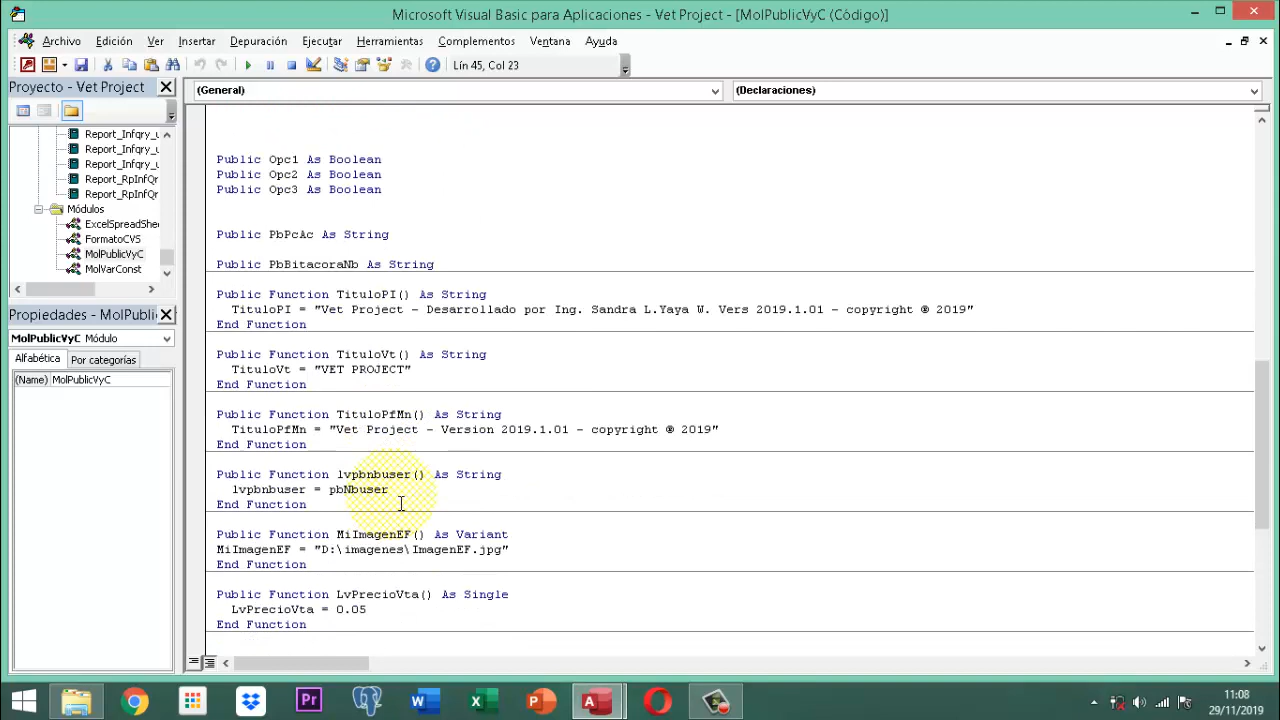 Microsoft Visual Basic para Aplicaciones - Vet Project - [MolPublicVyC (Código)]
Archivo Edición Ver Insertar Depuración Ejecutar Herramientas Complementos Ventana Ayuda
Lín 45, Col 23
Proyecto - Vet Project
(General)
(Declaraciones)
Report_Infqry_u
Report_Infqry_u
Report_Infqry_u
Report_RpInfQr
Report_RpInfQr
Módulos
ExcelSpreadShe
FormatoCVS
MolPublicVyC
MolVarConst
Propiedades - MolPublic
MolPublicVyC Módulo
Alfabética Por categorías
(Name) MolPublicVyC
Public Opc1 As Boolean
Public Opc2 As Boolean
Public Opc3 As Boolean
Public PbPcAc As String
Public PbBitacoraNb As String
Public Function TituloPI() As String
TituloPI = "Vet Project - Desarrollado por Ing. Sandra L.Yaya W. Vers 2019.1.01 - copyright ® 2019"
End Function
Public Function TituloVt() As String
TituloVt = "VET PROJECT"
End Function
Public Function TituloPfMn() As String
TituloPfMn = "Vet Project - Version 2019.1.01 - copyright ® 2019"
End Function
Public Function lvpbnbuser() As String
lvpbnbuser = pbNbuser
End Function
Public Function MiImagenEF() As Variant
MiImagenEF = "D:\imagenes\ImagenEF.jpg"
End Function
Public Function LvPrecioVta() As Single
LvPrecioVta = 0.05
End Function
11:08
29/11/2019